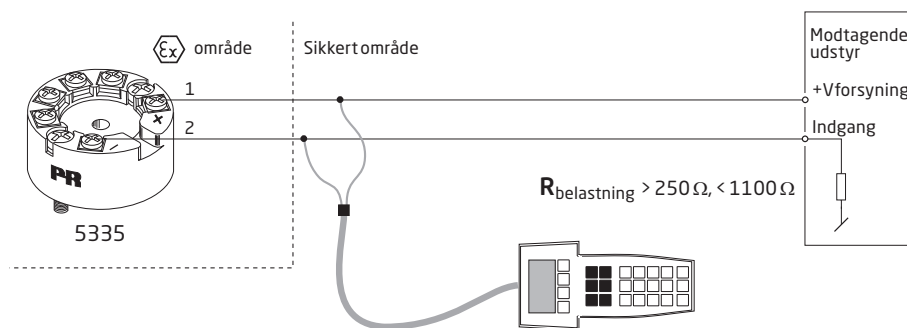 Ex område
Sikkert område
Modtagende
udstyr
1
+Vforsyning
2
Indgang
+
-
PR
5335
Rbelastning > 250 Ω, < 1100 Ω